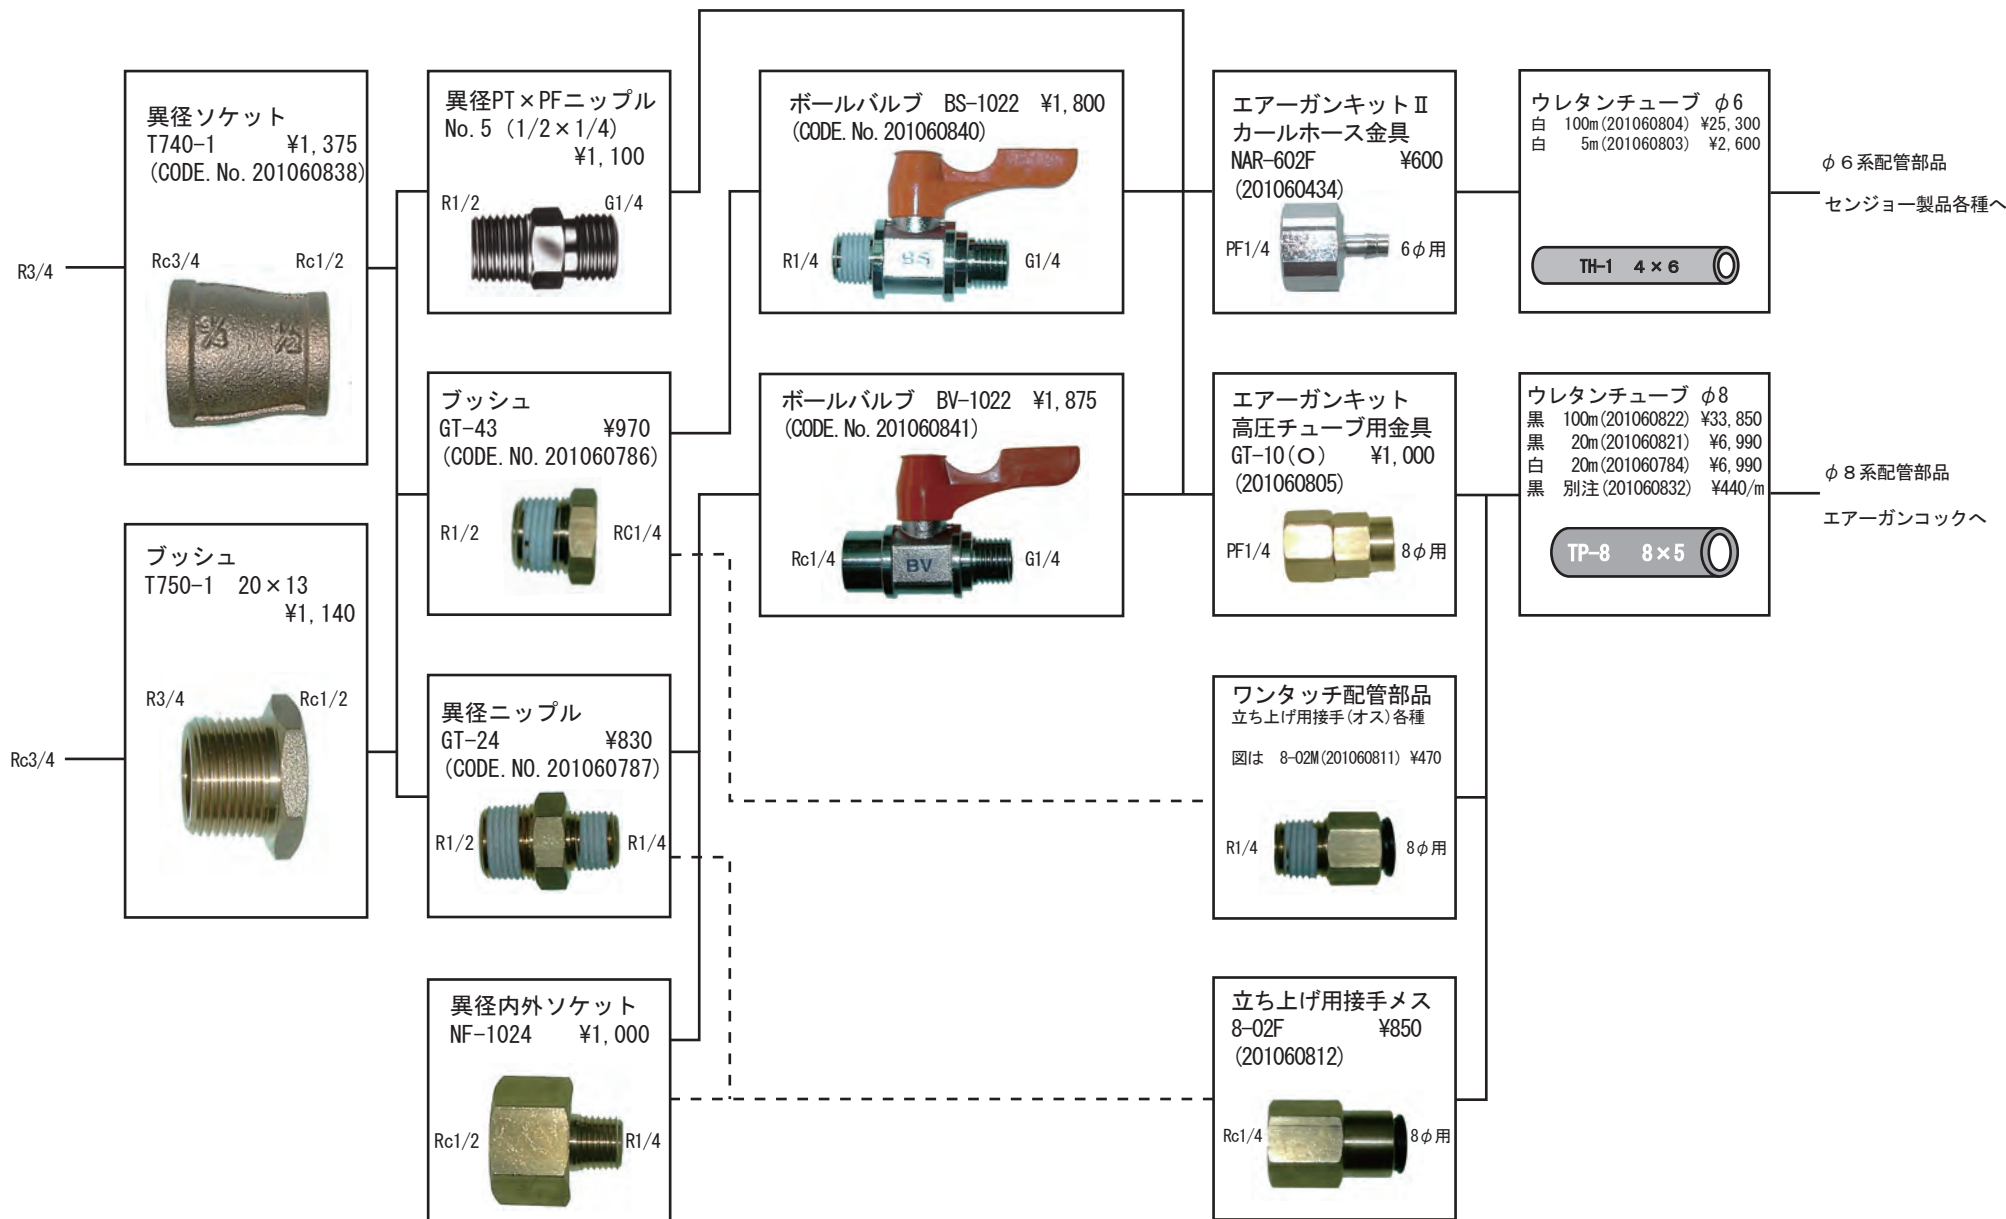 R3/4
異径ソケット
T740-1 ¥1,375
(CODE. No. 201060838)
Rc3/4 Rc1/2
Rc3/4
ブッシュ
T750-1 20×13
¥1,140
R3/4 Rc1/2
異径PT×PFニップル
No. 5 (1/2×1/4)
¥1,100
R1/2 G1/4
ブッシュ
GT-43 ¥970
(CODE. NO. 201060786)
R1/2 RC1/4
異径ニップル
GT-24 ¥830
(CODE. NO. 201060787)
R1/2 R1/4
異径内外ソケット
NF-1024 ¥1,000
Rc1/2 R1/4
ボールバルブ BS-1022 ¥1,800
(CODE. No. 201060840)
R1/4 BS G1/4
ボールバルブ BV-1022 ¥1,875
(CODE. No. 201060841)
Rc1/4 BV G1/4
エアーガンキットⅡ
カールホース金具
NAR-602F ¥600
(201060434)
PF1/4 6φ用
エアーガンキット
高圧チューブ用金具
GT-10(O) ¥1,000
(201060805)
PF1/4 8φ用
ワンタッチ配管部品
立ち上げ用接手(オス)各種
図は 8-02M(201060811) ¥470
R1/4 8φ用
立ち上げ用接手メス
8-02F ¥850
(201060812)
Rc1/4 8φ用
ウレタンチューブ φ6
白 100m(201060804) ¥25,300
白 5m(201060803) ¥2,600
TH-1 4×6
ウレタンチューブ φ8
黒 100m(201060822) ¥33,850
黒 20m(201060821) ¥6,990
白 20m(201060784) ¥6,990
黒 別注(201060832) ¥440/m
TP-8 8×5
φ6系配管部品
センジョー製品各種へ
φ8系配管部品
エアーガンコックへ